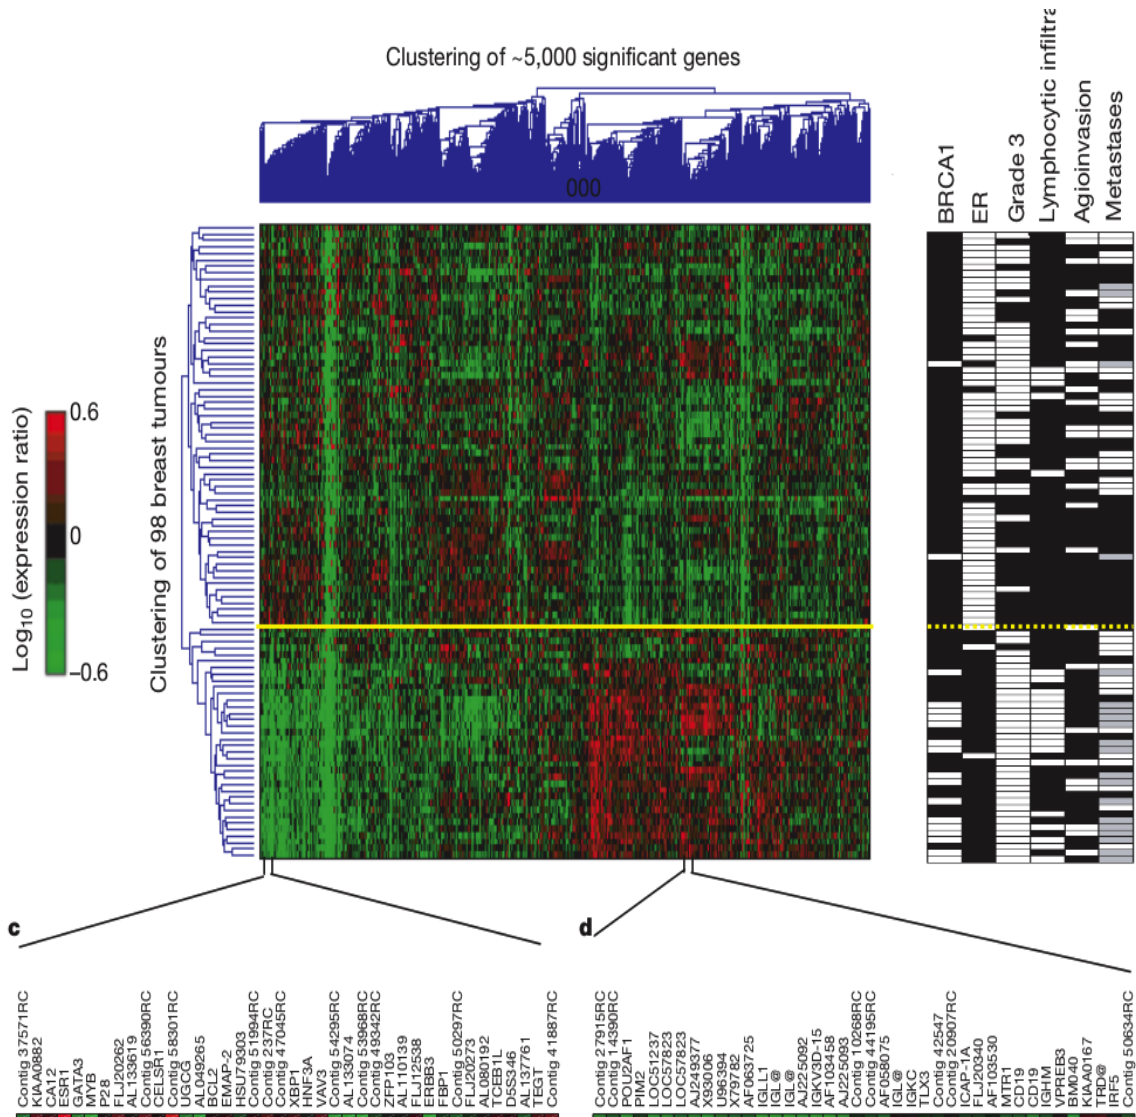 Clustering of ~5,000 significant genes
000
BRCA1
ER
Grade 3
Lymphocytic infiltra
Agioinvasion
Metastases
Log10 (expression ratio)
0.6
0
–0.6
Clustering of 98 breast tumours
c
d
Contig 37571RC
KIAA0882
CA12
ESR1
GATA3
MYB
P28
FLJ20262
AL133619
Contig 56390RC
CELSR1
Contig 58301RC
UGCG
AL049265
BCL2
EMAP-2
HSU79303
Contig 51994RC
Contig 237RC
Contig 47045RC
XBP1
HNF3A
VAV3
Contig 54295RC
AL133074
Contig 53968RC
Contig 49342RC
ZFP103
AL110139
FLJ12538
ERBB3
FBP1
Contig 50297RC
FLJ20273
AL080192
TCEB1L
D5S346
AL137761
TEGT
Contig 41887RC
Contig 27915RC
Contig 14390RC
POU2AF1
PIM2
LOC51237
LOC57823
LOC57823
AJ249377
X93006
U96394
X79782
AF063725
IGLL1
IGL@
IGL@
AJ225092
IGKV3D-15
AF103458
AJ225093
Contig 10268RC
Contig 44195RC
AF058075
IGL@
IGKC
TLX3
Contig 42547
Contig 20907RC
ICAP-1A
FLJ20340
AF103530
MTR1
CD19
CD19
IGHM
VPREB3
BM040
KIAA0167
TRD@
IRF5
Contig 50634RC